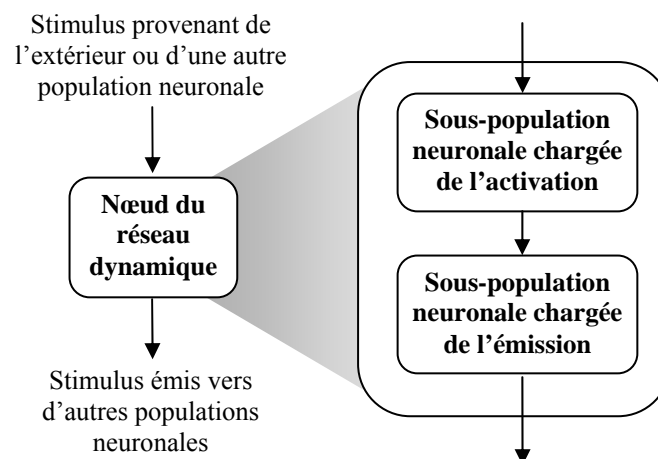 Stimulus provenant de
l’extérieur ou d’une autre
population neuronale
Nœud du
réseau
dynamique
Stimulus émis vers
d’autres populations
neuronales
Sous-population
neuronale chargée
de l’activation
Sous-population
neuronale chargée
de l’émission